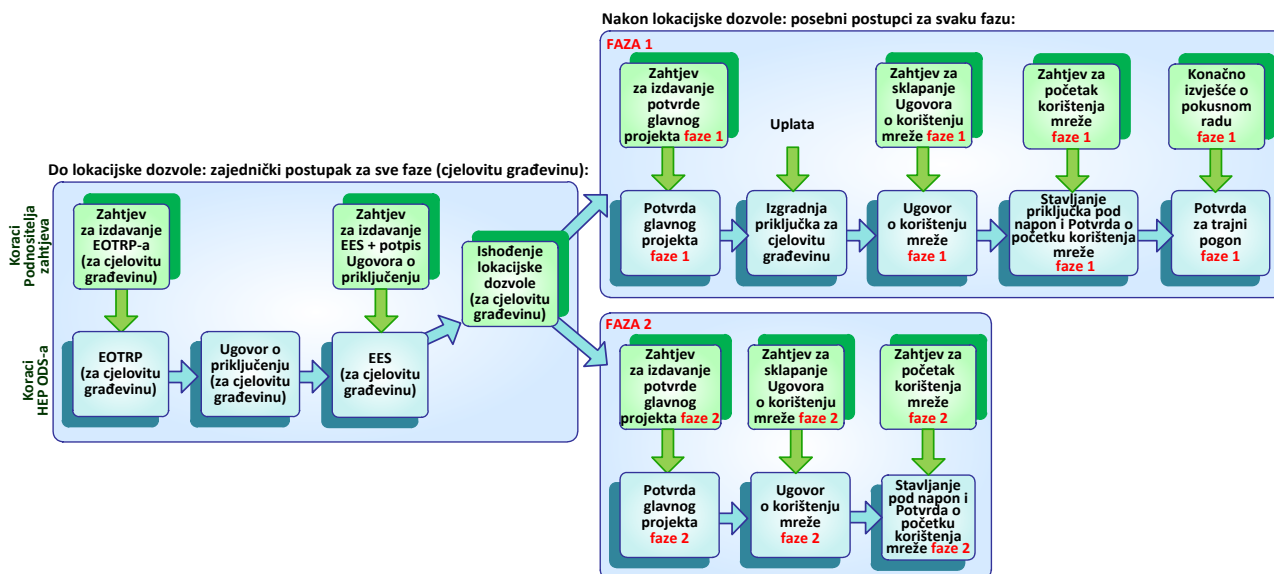 Nakon lokacijske dozvole: posebni postupci za svaku fazu:
FAZA 1
Zahtjev
za izdavanje
potvrde
glavnog
projekta faze 1
Uplata
Zahtjev za
sklapanje
Ugovora
o korištenju
mreže faze 1
Zahtjev za
početak
korištenja
mreže
faze 1
Konačno
izvješće o
pokusnom
radu
faze 1
Potvrda
glavnog
projekta
faze 1
Izgradnja
priključka za
cjelovitu
građevinu
Ugovor
o korištenju
mreže
faze 1
Stavljanje
priključka pod
napon i Potvrda o
početku korištenja
mreže
faze 1
Potvrda
za trajni
pogon
faze 1
Do lokacijske dozvole: zajednički postupak za sve faze (cjelovitu građevinu):
Koraci
Podnositelja
zahtjeva
Zahtjev
za izdavanje
EOTRP-a
(za cjelovitu
građevinu)
Zahtjev
za izdavanje
EES + potpis
Ugovora o
priključenju
Ishođenje
lokacijske
dozvole
(za cjelovitu
građevinu)
Koraci
HEP ODS-a
EOTRP
(za cjelovitu
građevinu)
Ugovor o
priključenju
(za cjelovitu
građevinu)
EES
(za cjelovitu
građevinu)
FAZA 2
Zahtjev
za izdavanje
potvrde
glavnog
projekta faze 2
Zahtjev za
sklapanje
Ugovora
o korištenju
mreže faze 2
Zahtjev za
početak
korištenja
mreže
faze 2
Potvrda
glavnog
projekta
faze 2
Ugovor
o korištenju
mreže
faze 2
Stavljanje
pod napon i
Potvrda o
početku
korištenja
mreže faze 2